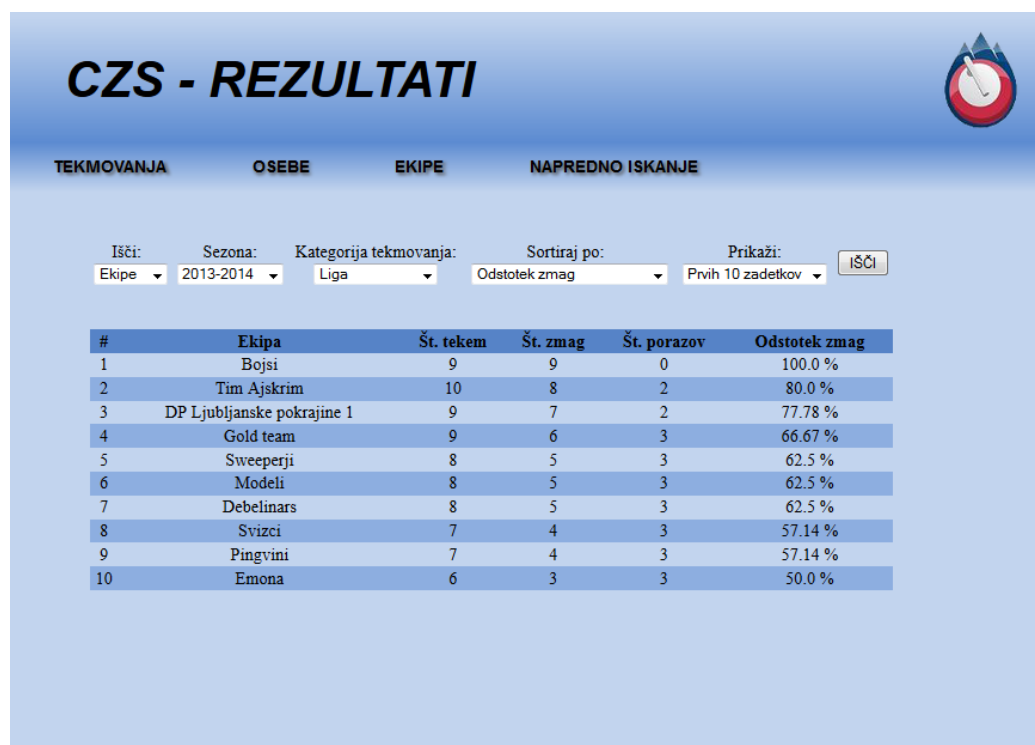 CZS - REZULTATI
TEKMOVANJA OSEBE EKIPE NAPREDNO ISKANJE
Išči: Sezona: Kategorija tekmovanja: Sortiraj po: Prikaži:
Ekipe 2013-2014 Liga Odstotek zmag Prvih 10 zadetkov IŠČI
# Ekipa Št. tekem Št. zmag Št. porazov Odstotek zmag
1 Bojsi 9 9 0 100.0 %
2 Tim Ajskrim 10 8 2 80.0 %
3 DP Ljubljanske pokrajine 1 9 7 2 77.78 %
4 Gold team 9 6 3 66.67 %
5 Sweeperji 8 5 3 62.5 %
6 Modeli 8 5 3 62.5 %
7 Debelinars 8 5 3 62.5 %
8 Svizci 7 4 3 57.14 %
9 Pingvini 7 4 3 57.14 %
10 Emona 6 3 3 50.0 %